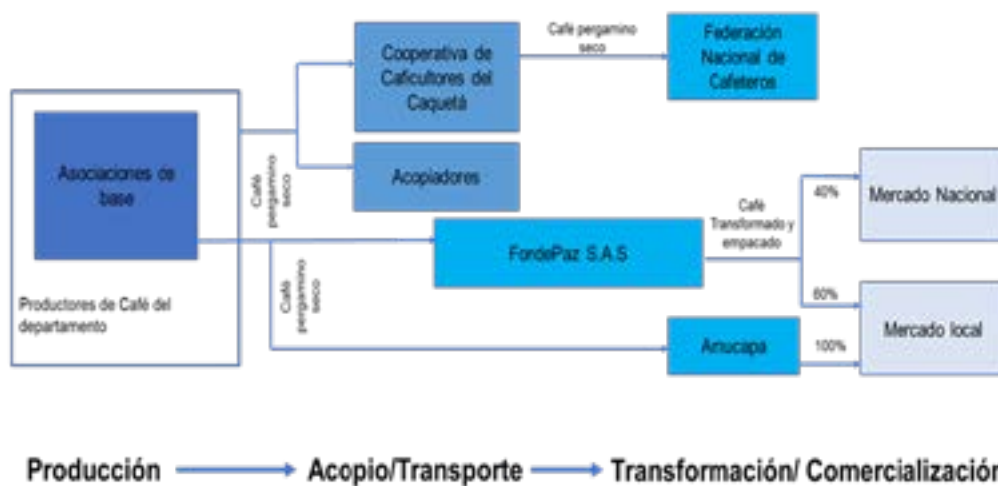 Cooperativa de
Caficultores del
Caquetá
Café pergamino
seco
Federación
Nacional de
Cafeteros
Asociaciones de
base
Productores de Café del
departamento
Café
pergamino
seco
Acopiadores
Café
pergamino
seco
FondePaz S.A.S
Café
Transformado y
empacado
40%
Mercado Nacional
60%
Mercado local
Amucapa
100%
Producción
Acopio/Transporte
Transformación/ Comercialización